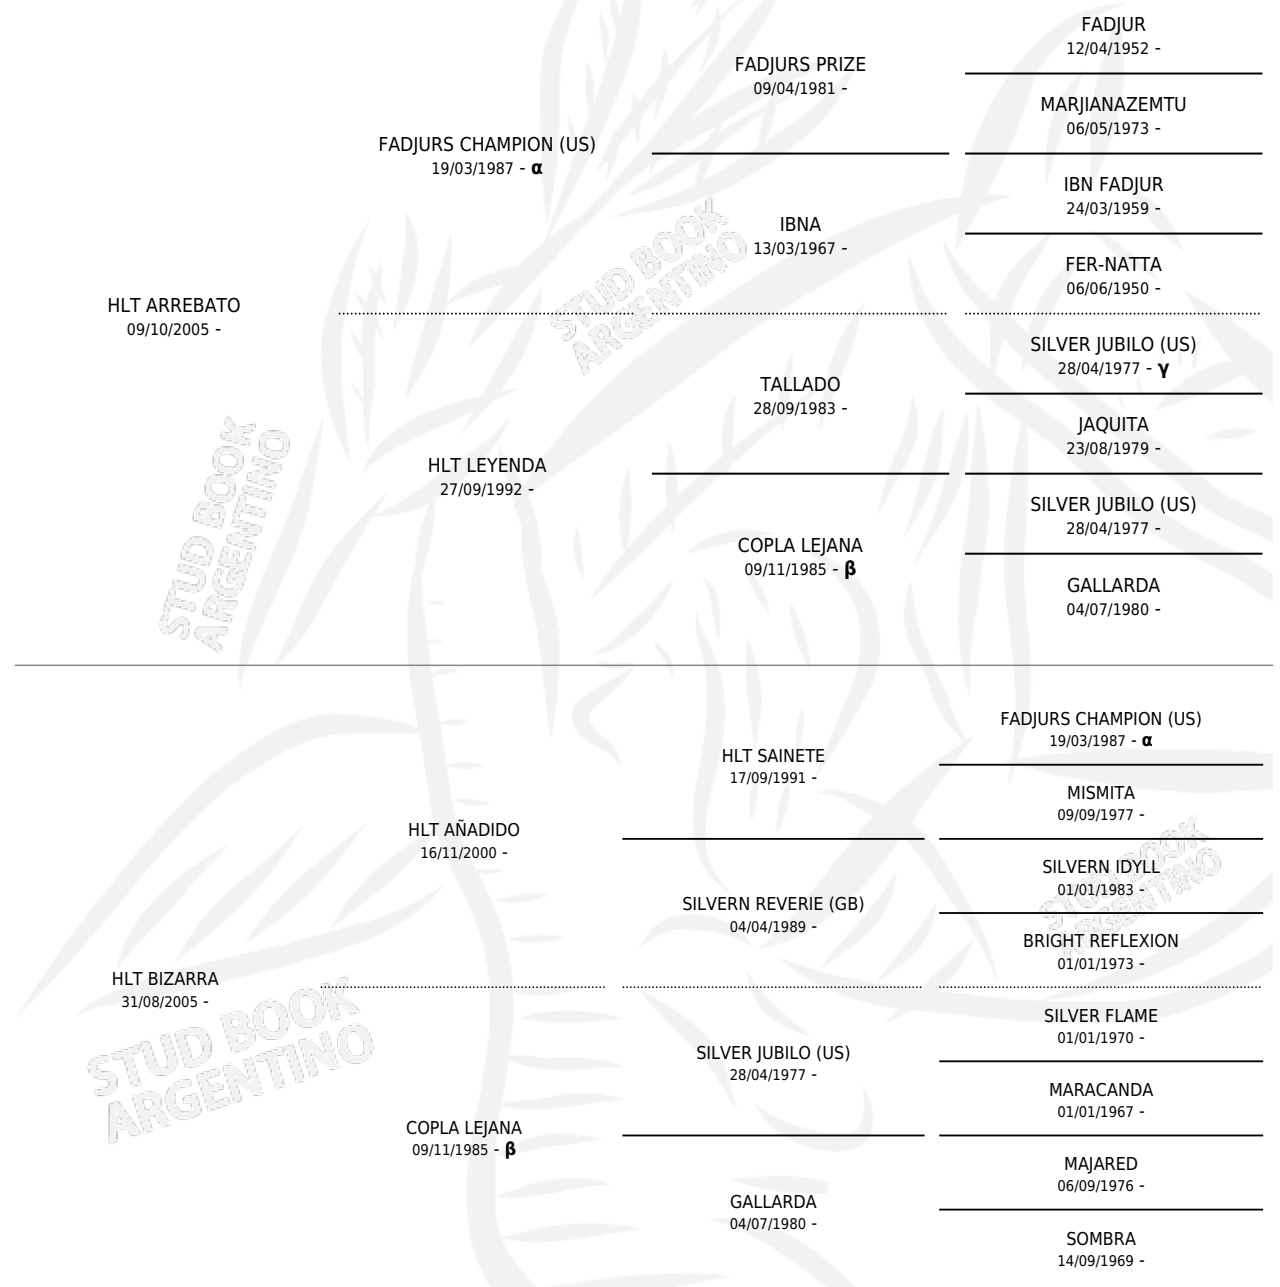 FADJUR
12/04/1952 -
FADJURS PRIZE
09/04/1981 -
MARJIANAZEMTU
06/05/1973 -
FADJURS CHAMPION (US)
19/03/1987 - α
IBN FADJUR
24/03/1959 -
IBNA
13/03/1967 -
FER-NATTA
06/06/1950 -
HLT ARREBATO
09/10/2005 -
SILVER JUBILO (US)
28/04/1977 - γ
TALLADO
28/09/1983 -
JAQUITA
23/08/1979 -
HLT LEYENDA
27/09/1992 -
SILVER JUBILO (US)
28/04/1977 -
COPLA LEJANA
09/11/1985 - β
GALLARDA
04/07/1980 -
STUD BOOK
ARGENTINO
STUD BOOK
ARGENTINO
FADJURS CHAMPION (US)
19/03/1987 - α
HLT SAINETE
17/09/1991 -
MISMITA
09/09/1977 -
HLT AÑADIDO
16/11/2000 -
SILVERN IDYLL
01/01/1983 -
SILVERN REVERIE (GB)
04/04/1989 -
BRIGHT REFLEXION
01/01/1973 -
HLT BIZARRA
31/08/2005 -
SILVER FLAME
01/01/1970 -
SILVER JUBILO (US)
28/04/1977 -
MARACANDA
01/01/1967 -
COPLA LEJANA
09/11/1985 - β
MAJARED
06/09/1976 -
GALLARDA
04/07/1980 -
SOMBRA
14/09/1969 -
STUD BOOK
ARGENTINO
STUD BOOK
ARGENTINO